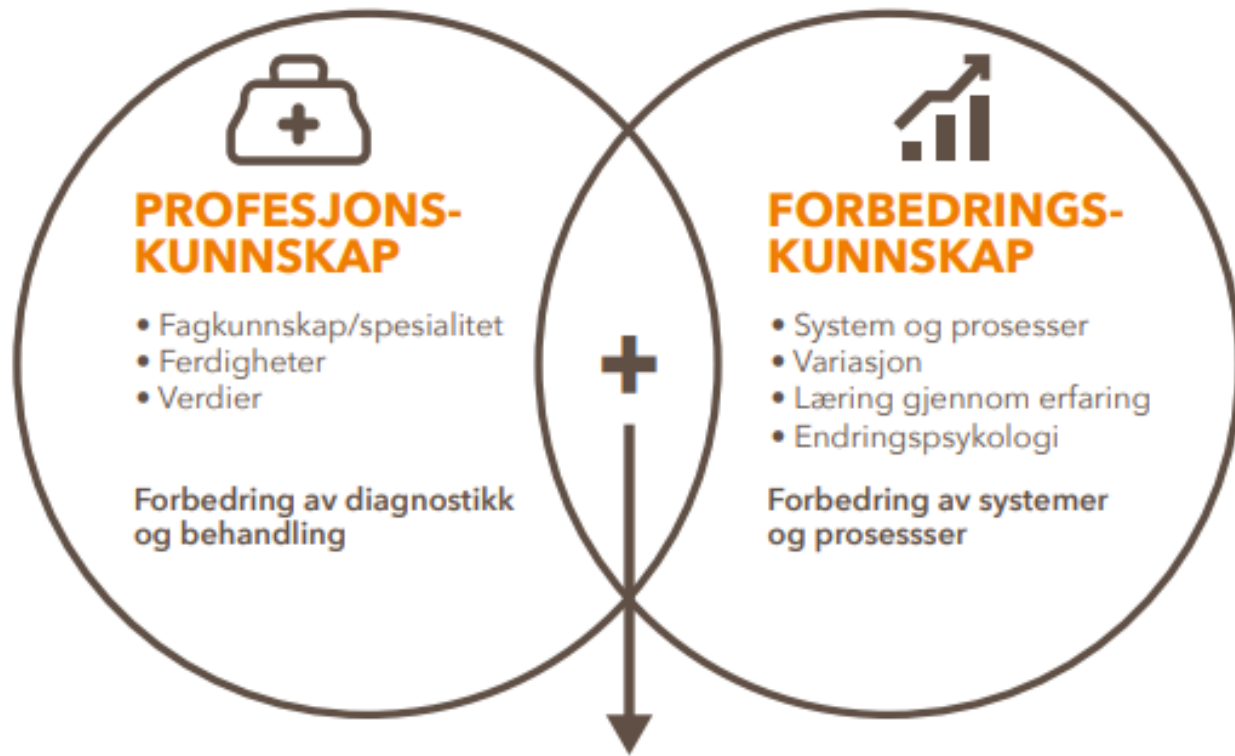 PROFESJONS-
KUNNSKAP
• Fagkunnskap/spesialitet
• Ferdigheter
• Verdier
Forbedring av diagnostikk
og behandling
FORBEDRINGS-
KUNNSKAP
• System og prosesser
• Variasjon
• Læring gjennom erfaring
• Endringspsykologi
Forbedring av systemer
og prosessser